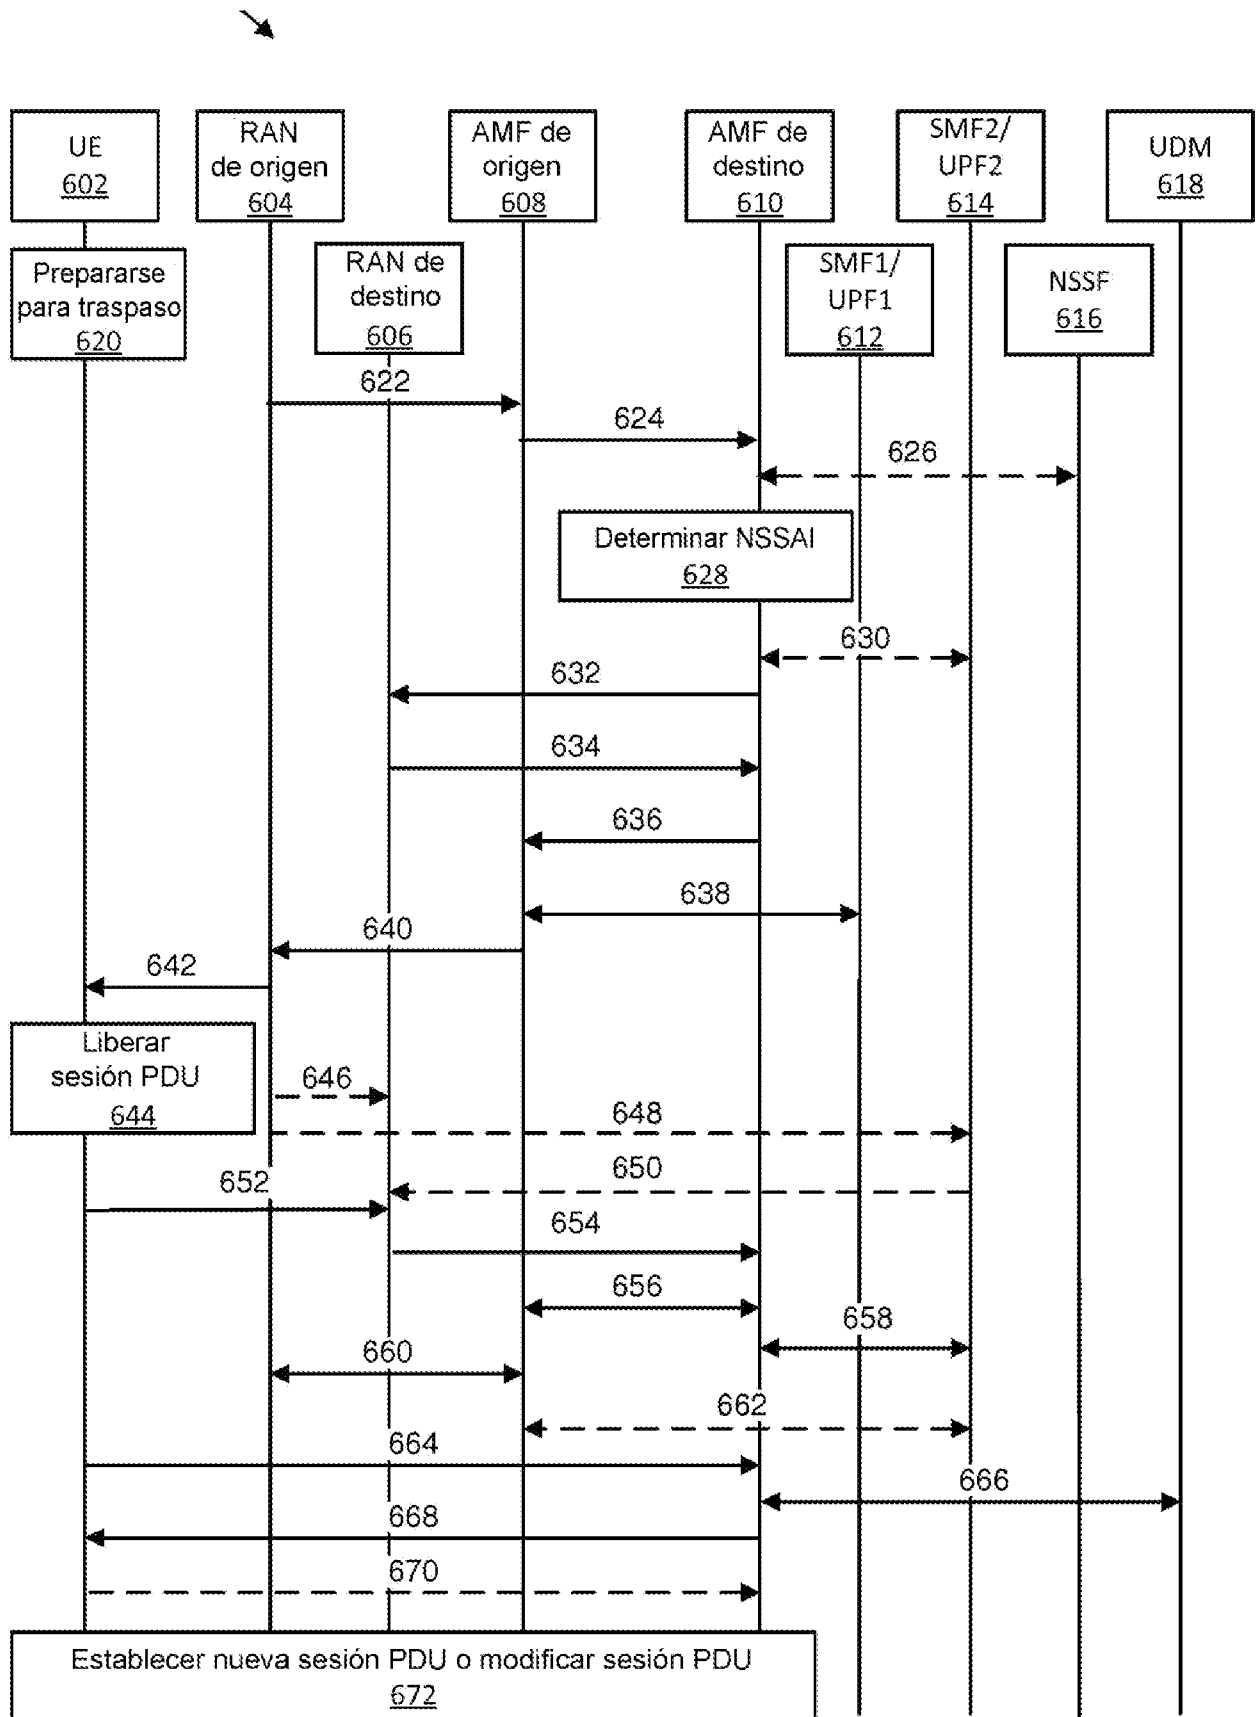 UE
602
RAN
de origen
604
AMF de
origen
608
AMF de
destino
610
SMF2/
UPF2
614
UDM
618
Prepararse
para traspaso
620
RAN de
destino
606
SMF1/
UPF1
612
NSSF
616
622
624
626
Determinar NSSAI
628
630
632
634
636
638
640
642
Liberar
sesión PDU
644
646
648
650
652
654
656
658
660
662
664
666
668
670
Establecer nueva sesión PDU o modificar sesión PDU
672